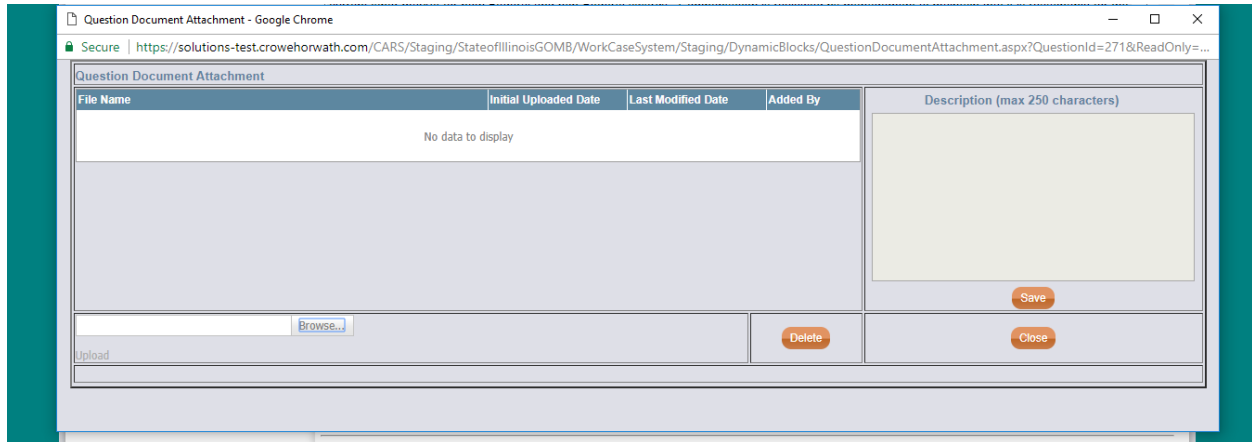 Question Document Attachment - Google Chrome
Secure | https://solutions-test.crowehorwath.com/CARS/Staging/StateofIllinoisGOMB/WorkCaseSystem/Staging/DynamicBlocks/QuestionDocumentAttachment.aspx?QuestionId=271&ReadOnly=...
Question Document Attachment
File Name Initial Uploaded Date Last Modified Date Added By
Description (max 250 characters)
No data to display
Save
Browse...
Delete
Close
Upload